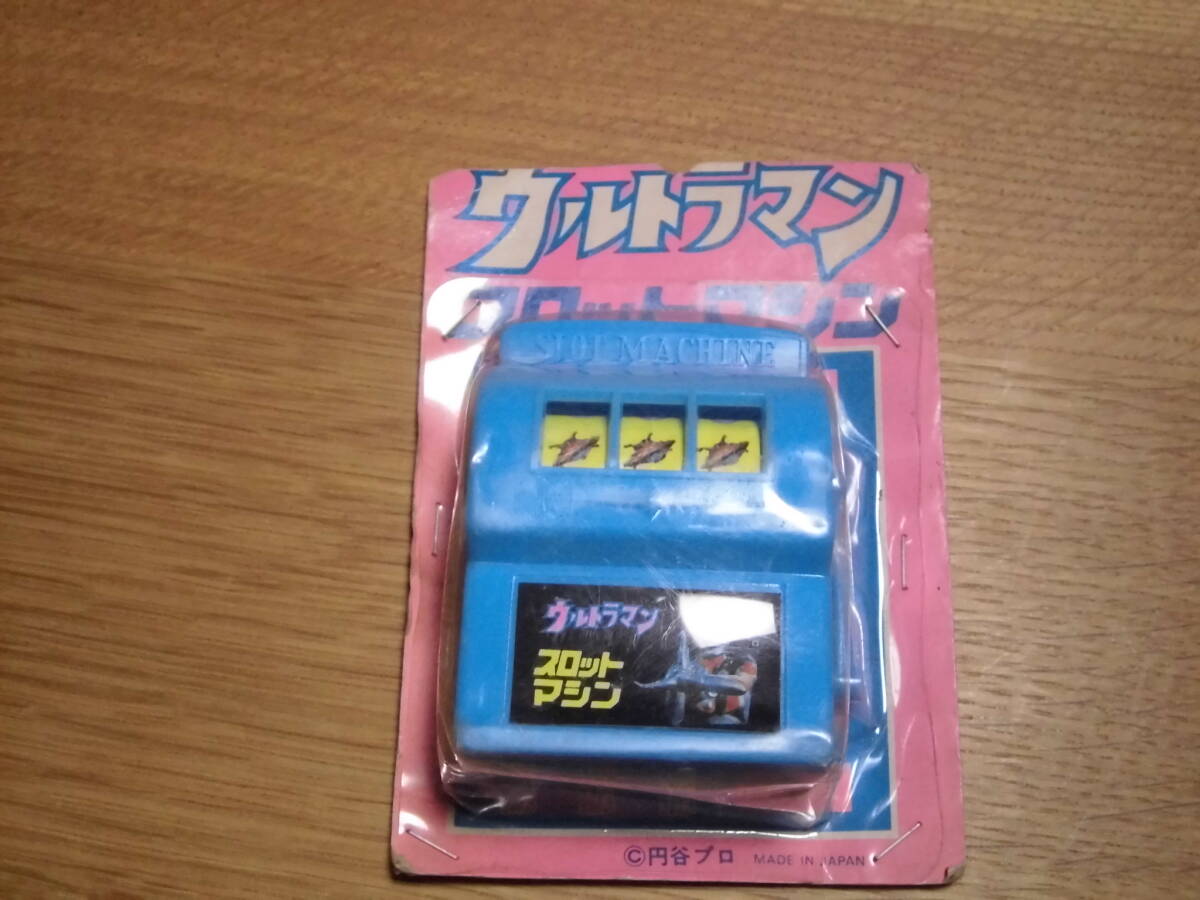 ウルトラマン
スロットマシン
SLOT MACHINE
ウルトラマン
スロット
マシン
©円谷プロ MADE IN JAPAN